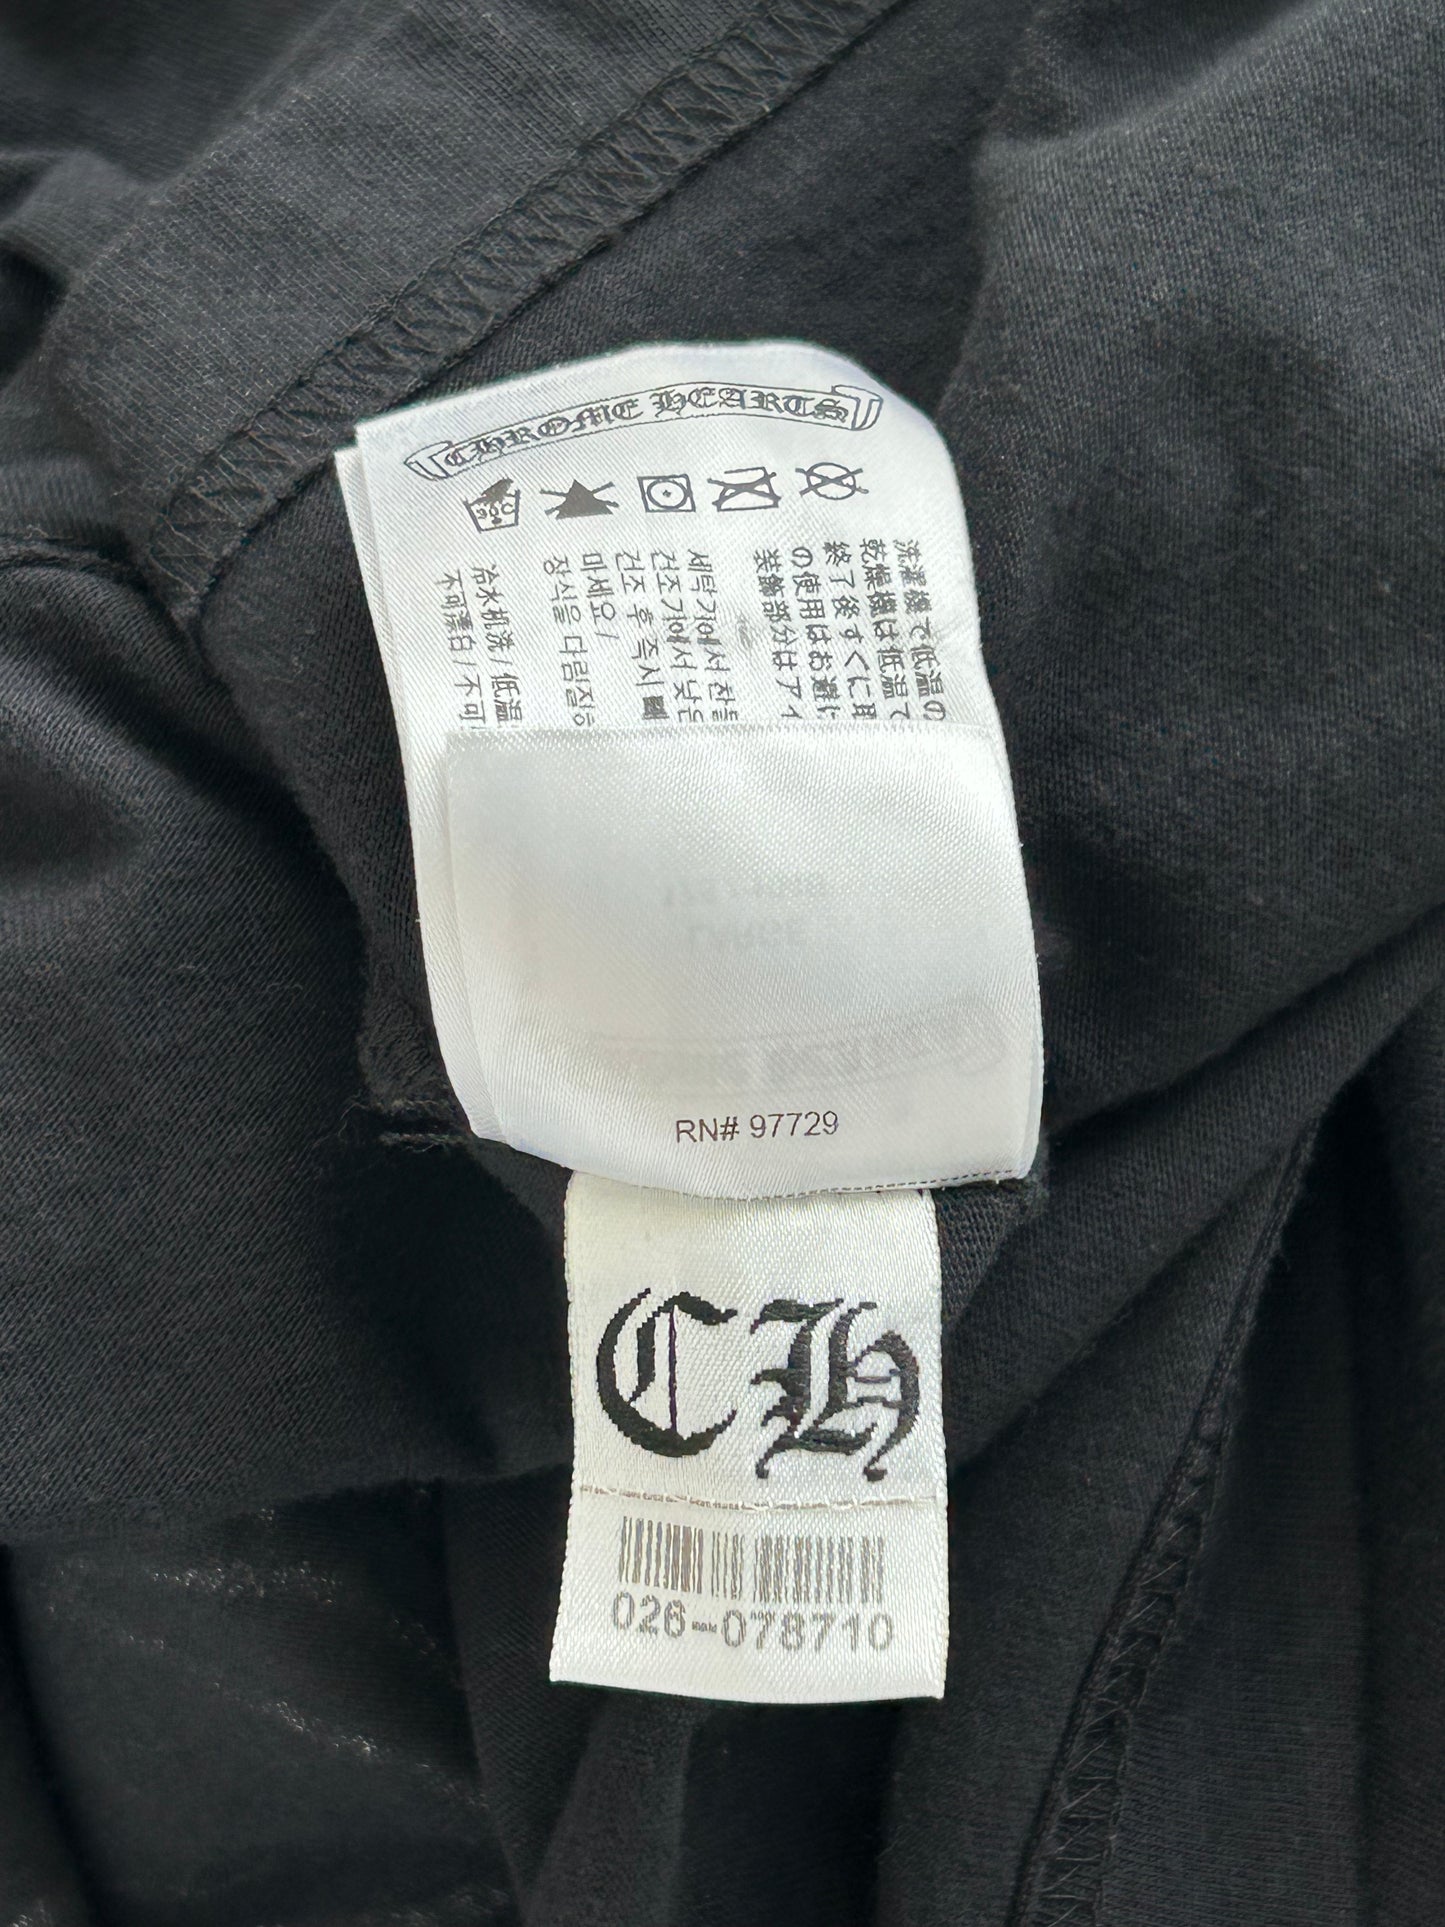 CHROME HEARTS
洗濯機で低温の
乾燥機は低温で
終了後すぐに取
の使用はお避に
装飾部分はアイ
세탁기에서 찬
건조기에서 낮은
건조 후 즉시
미세요/
장식을 다림질
冷水机洗/低温
不可漂白/不可
LARGE
RN# 97729
CH
026-078710